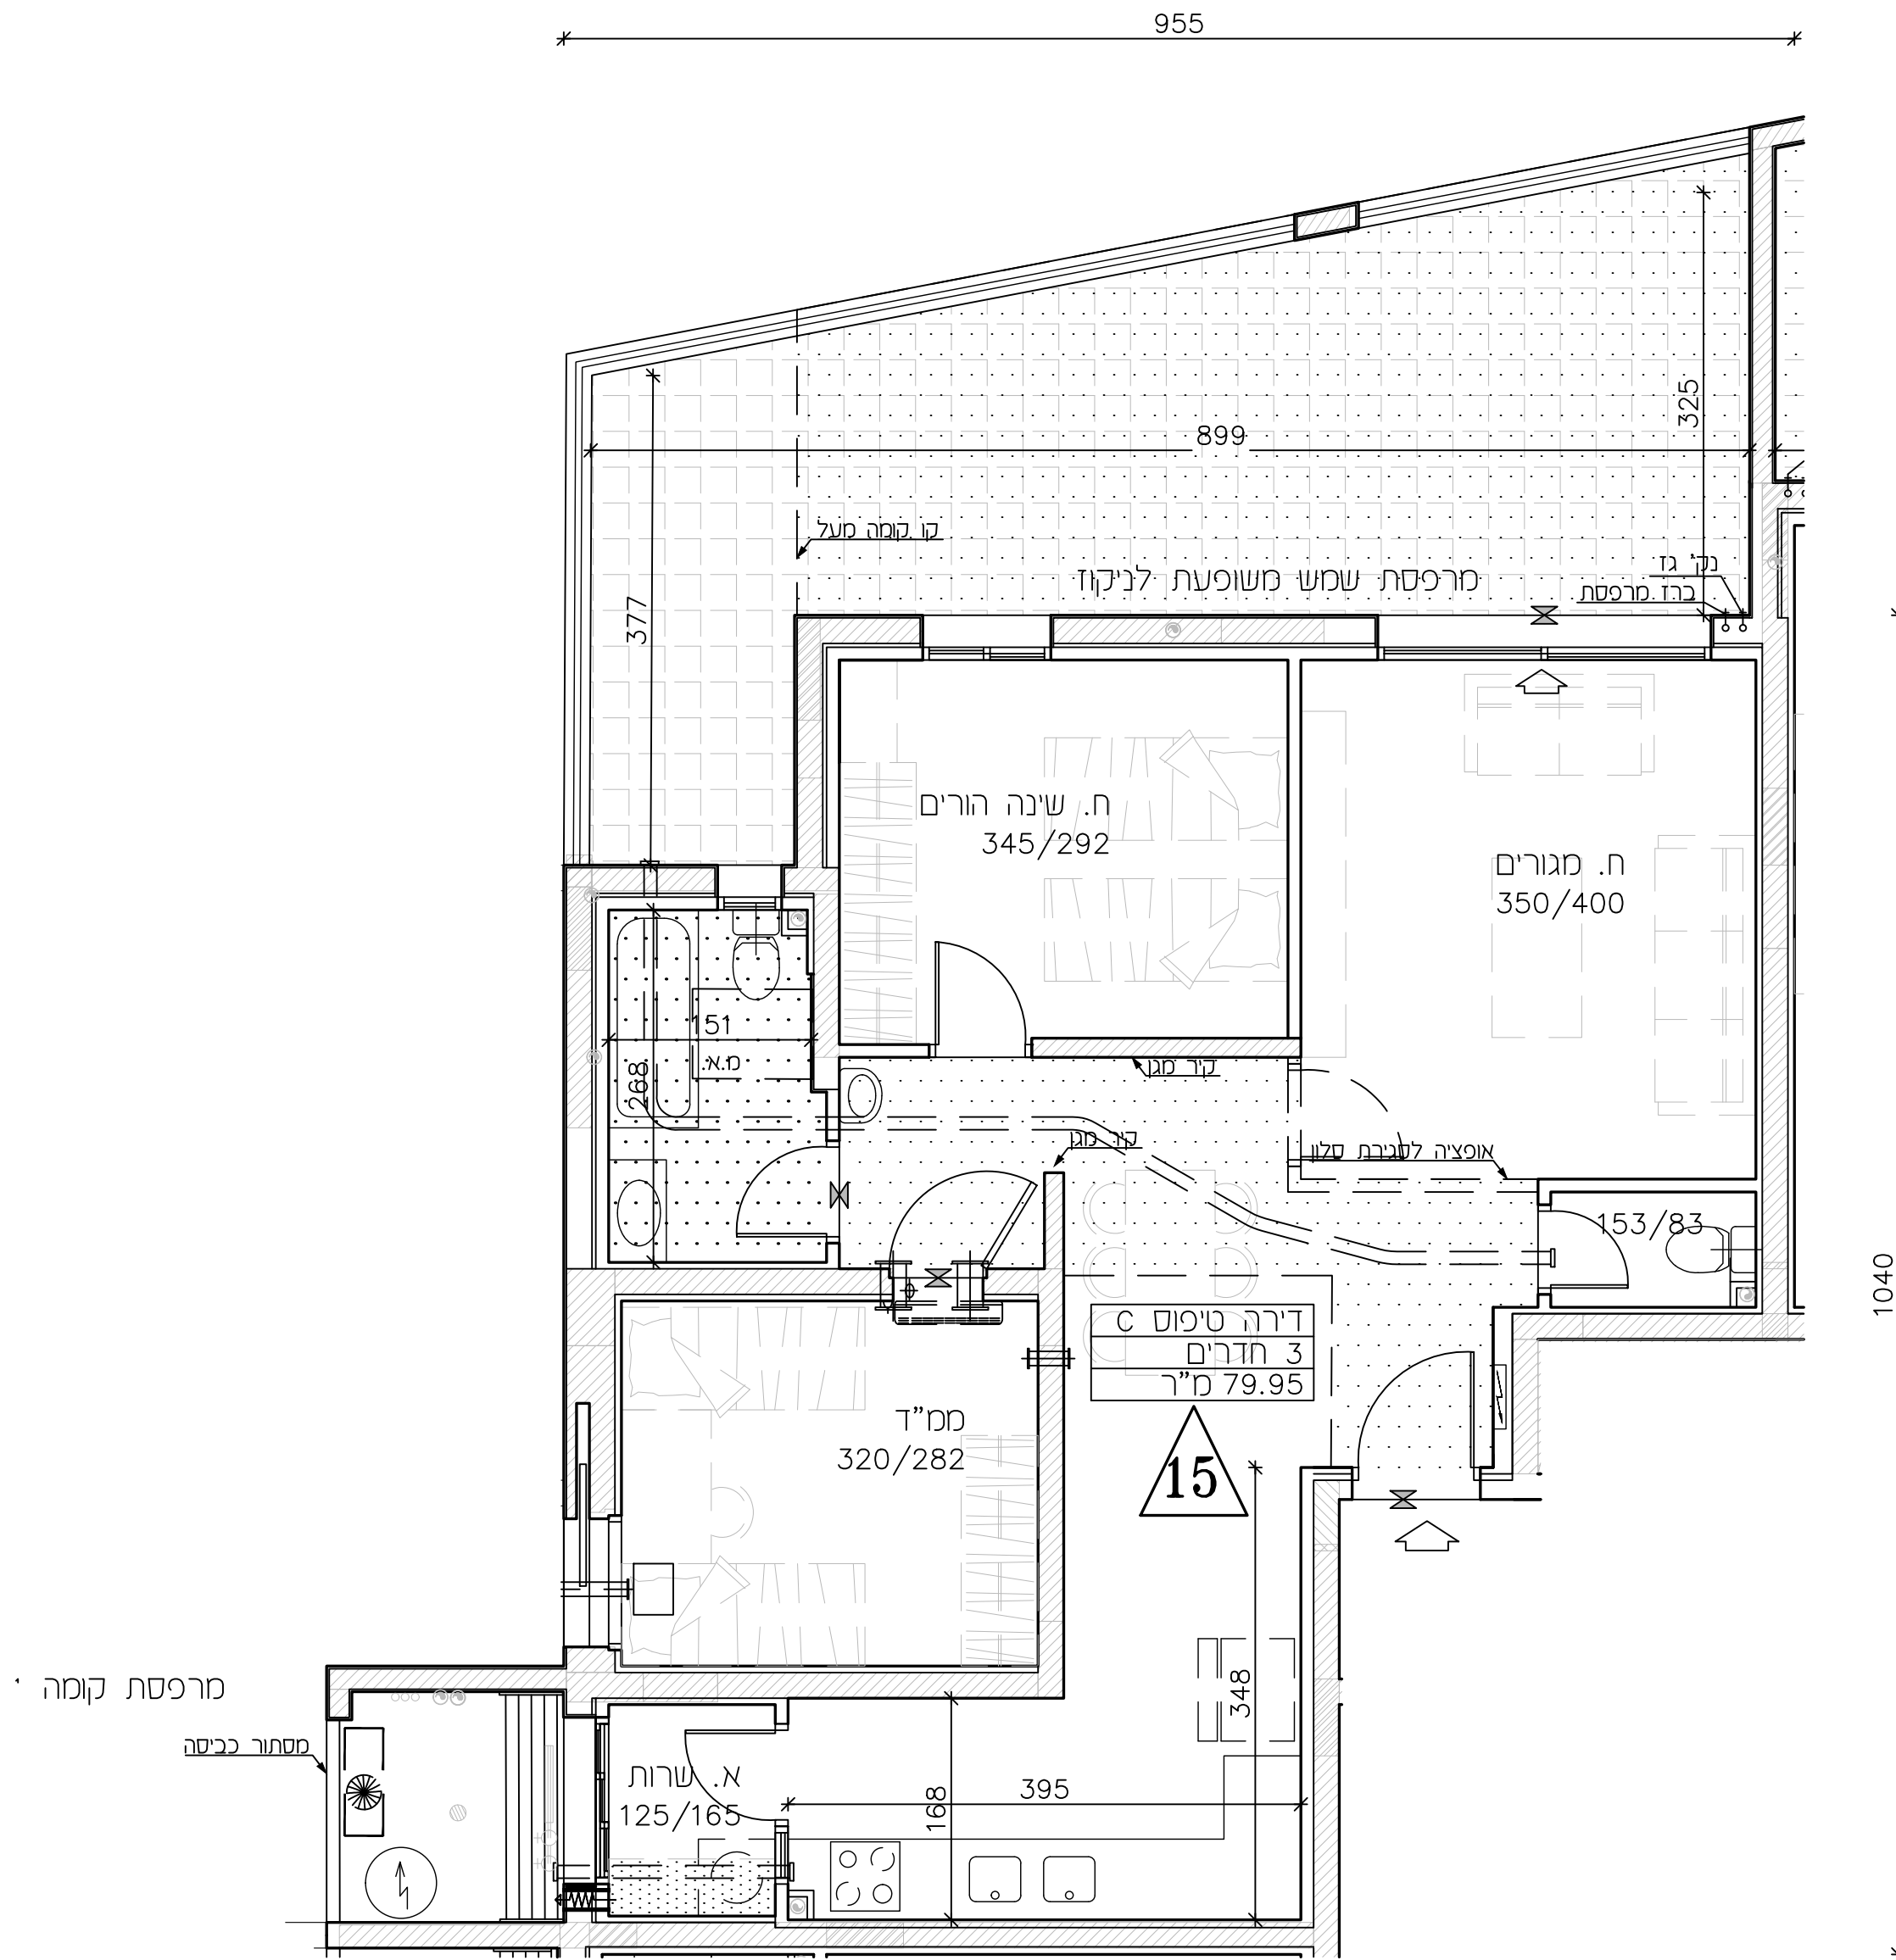 955
899
325
377
קו קומה מעל
נק' גז
ברז מרפסת
מרפסת שמש משופעת לניקוז
ח. שינה הורים
345/292
ח. מגורים
350/400
151
מ.א.
268
קיר מגן
קיר מגן
אופציה לסגירת סלון
153/83
1040
דירה טיפוס C
3 חדרים
79.95 מ"ר
15
ממ"ד
320/282
348
מרפסת קומה
מסתור כביסה
א. שרות
125/165
168
395